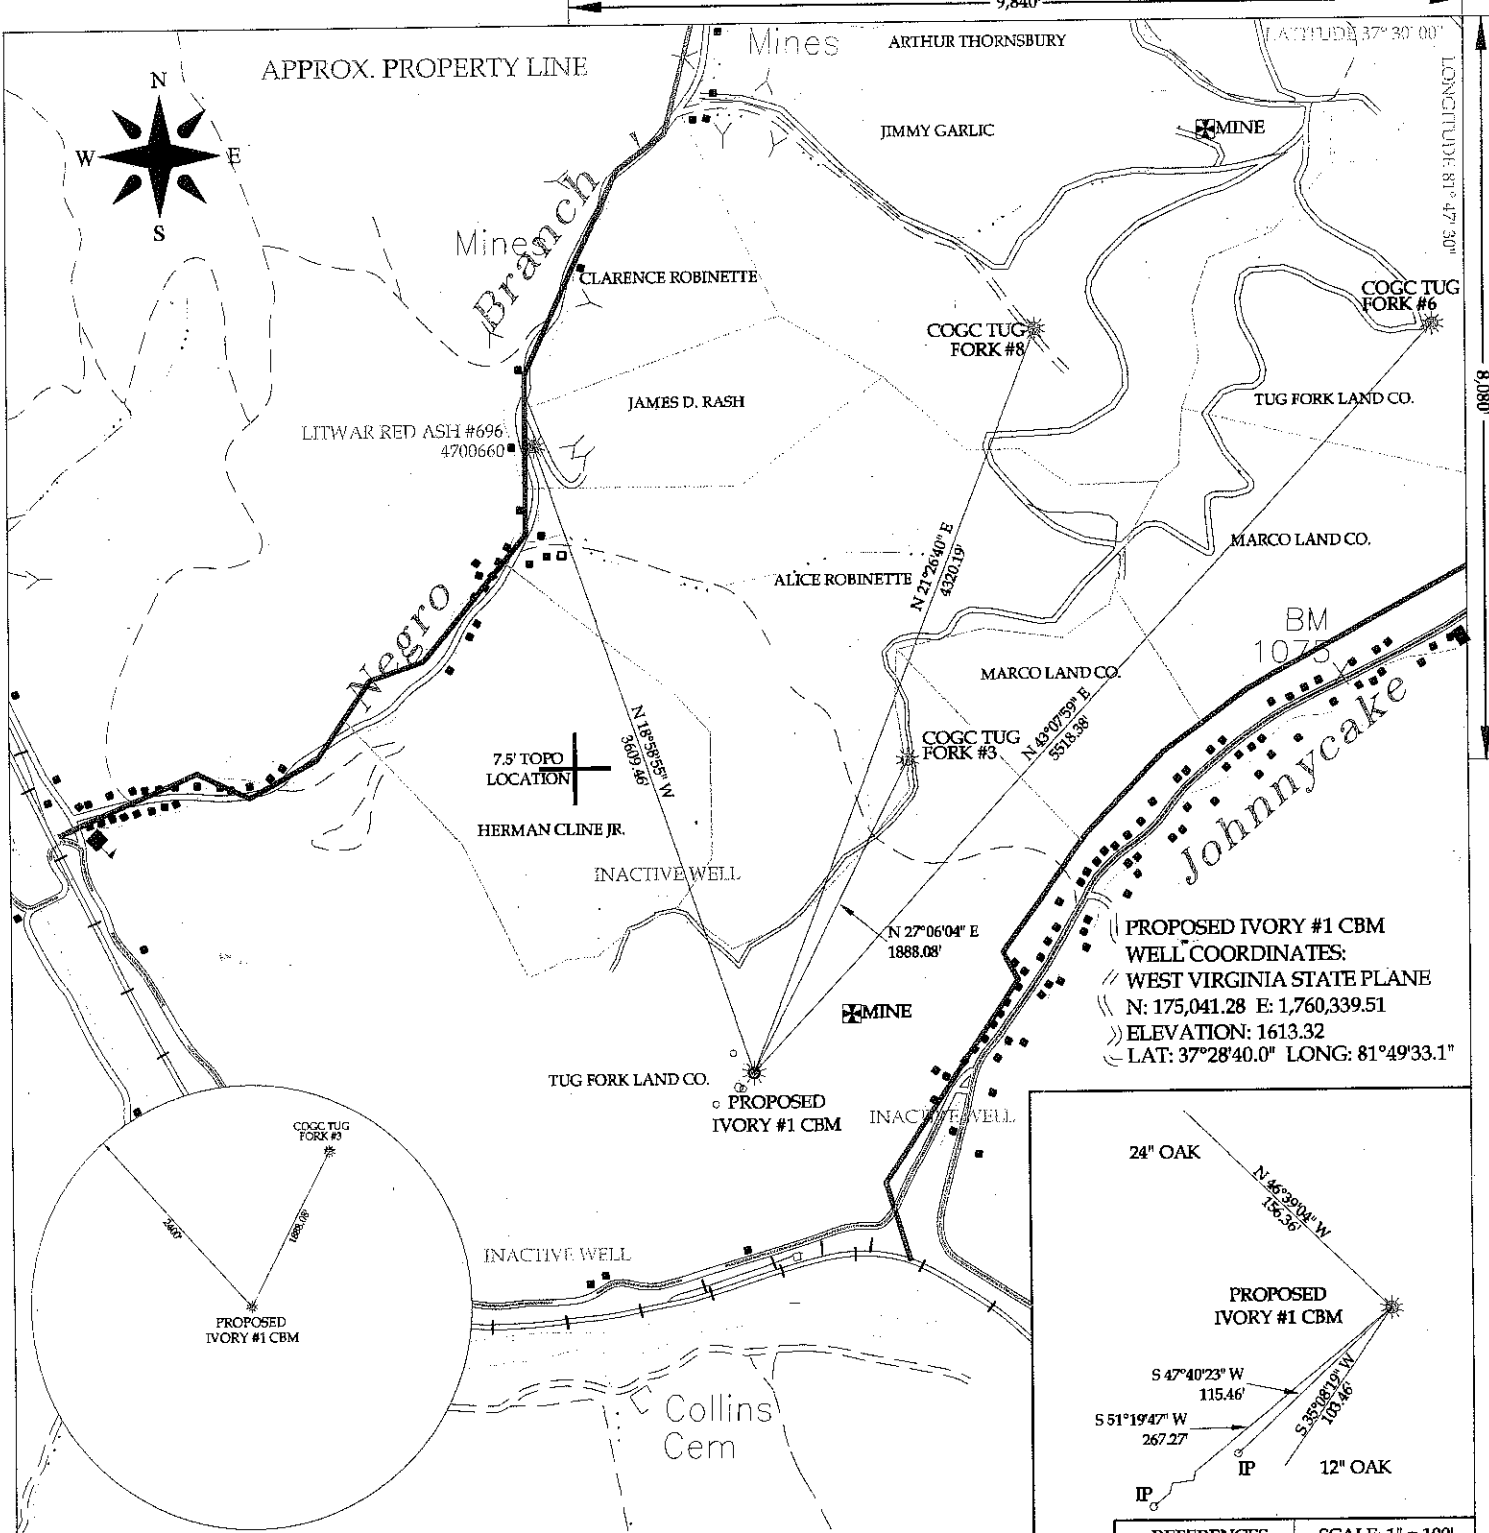 9,840'
Mines
ARTHUR THORNSBURY
LATITUDE 37° 30' 00"
APPROX. PROPERTY LINE
LONGITUDE 81° 47' 30"
N
W
E
S
JIMMY GARLIC
MINE
Branch
Mines
CLARENCE ROBINETTE
COGC TUG
FORK #6
COGC TUG
FORK #8
8,080'
JAMES D. RASH
TUG FORK LAND CO.
LITWAR RED ASH #696
4700660
MARCO LAND CO.
ALICE ROBINETTE
N 21°26'40" E
4320.19'
Negro
BM
1075
MARCO LAND CO.
Johnnycake
N 43°07'59" E
5518.38'
N 18°58'55" W
3609.46'
COGC TUG
FORK #3
7.5' TOPO
LOCATION
HERMAN CLINE JR.
INACTIVE WELL
N 27°06'04" E
1888.08'
PROPOSED IVORY #1 CBM
WELL COORDINATES:
WEST VIRGINIA STATE PLANE
N: 175,041.28 E: 1,760,339.51
ELEVATION: 1613.32
LAT: 37°28'40.0" LONG: 81°49'33.1"
MINE
TUG FORK LAND CO.
PROPOSED
IVORY #1 CBM
INACTIVE WELL
COGC TUG
FORK #3
2400'
1888.08'
PROPOSED
IVORY #1 CBM
INACTIVE WELL
Collins
Cem
24" OAK
N 46°39'04" W
156.36'
PROPOSED
IVORY #1 CBM
S 47°40'23" W
115.46'
S 51°19'47" W
267.27'
S 35°08'19" W
103.46'
IP
12" OAK
IP
REFERENCES
SCALE: 1" = 100'